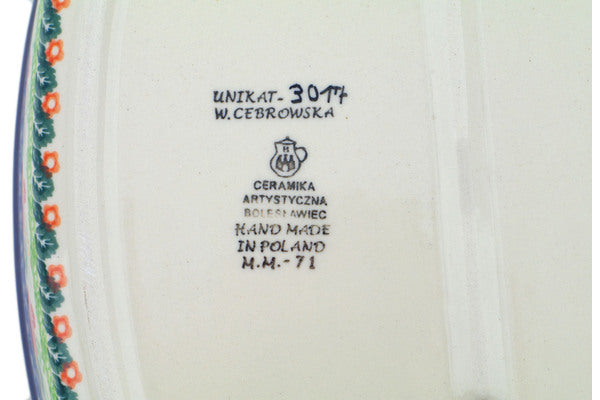 UNIKAT- 3017
W. CEBROWSKA
CERAMIKA
ARTYSTYCZNA
BOLESŁAWIEC
HAND MADE
IN POLAND
M.M.-71